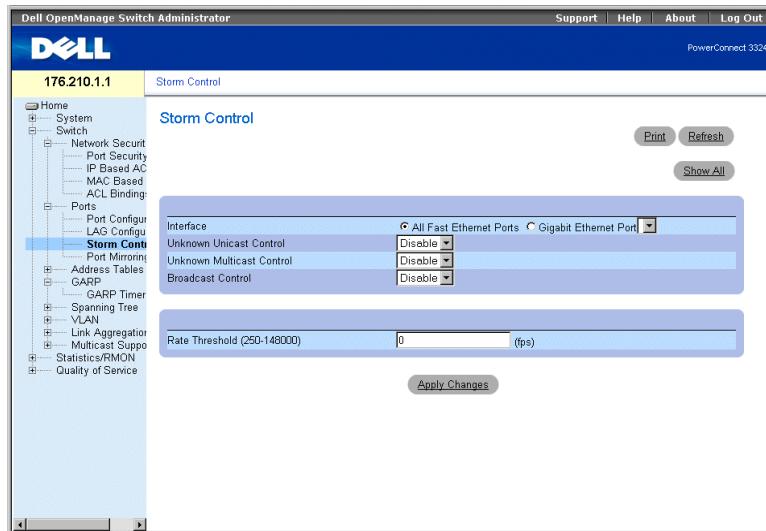 Dell OpenManage Switch Administrator
Support | Help | About | Log Out
DELL
PowerConnect 3324
176.210.1.1
Storm Control
Home
System
Switch
Network Securit
Port Security
IP Based AC
MAC Based
ACL Binding
Ports
Port Configur
LAG Configu
Storm Cont
Port Mirroring
Address Tables
GARP
GARP Timer
Spanning Tree
VLAN
Link Aggregation
Multicast Suppo
Statistics/RMON
Quality of Service
Storm Control
Print
Refresh
Show All
Interface All Fast Ethernet Ports Gigabit Ethernet Port
Unknown Unicast Control Disable
Unknown Multicast Control Disable
Broadcast Control Disable
Rate Threshold (250-148000) 0 (fps)
Apply Changes